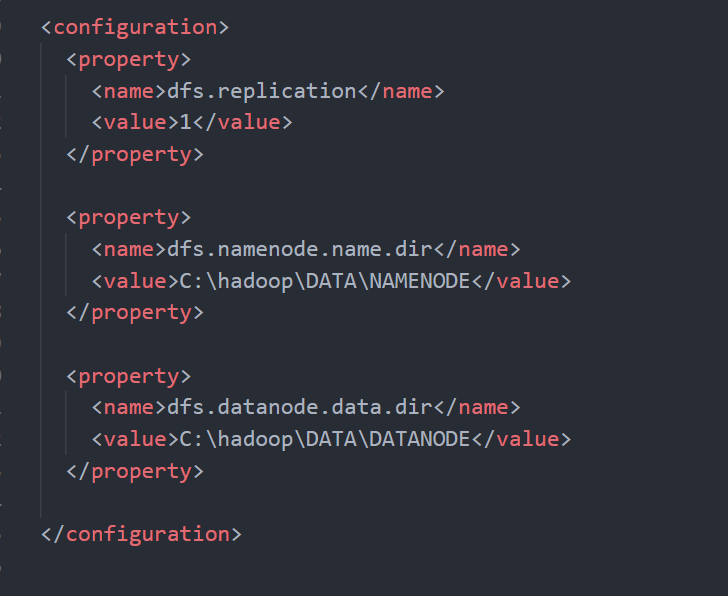 <configuration>
<property>
<name>dfs.replication</name>
<value>1</value>
</property>
<property>
<name>dfs.namenode.name.dir</name>
<value>C:\hadoop\DATA\NAMENODE</value>
</property>
<property>
<name>dfs.datanode.data.dir</name>
<value>C:\hadoop\DATA\DATANODE</value>
</property>
</configuration>